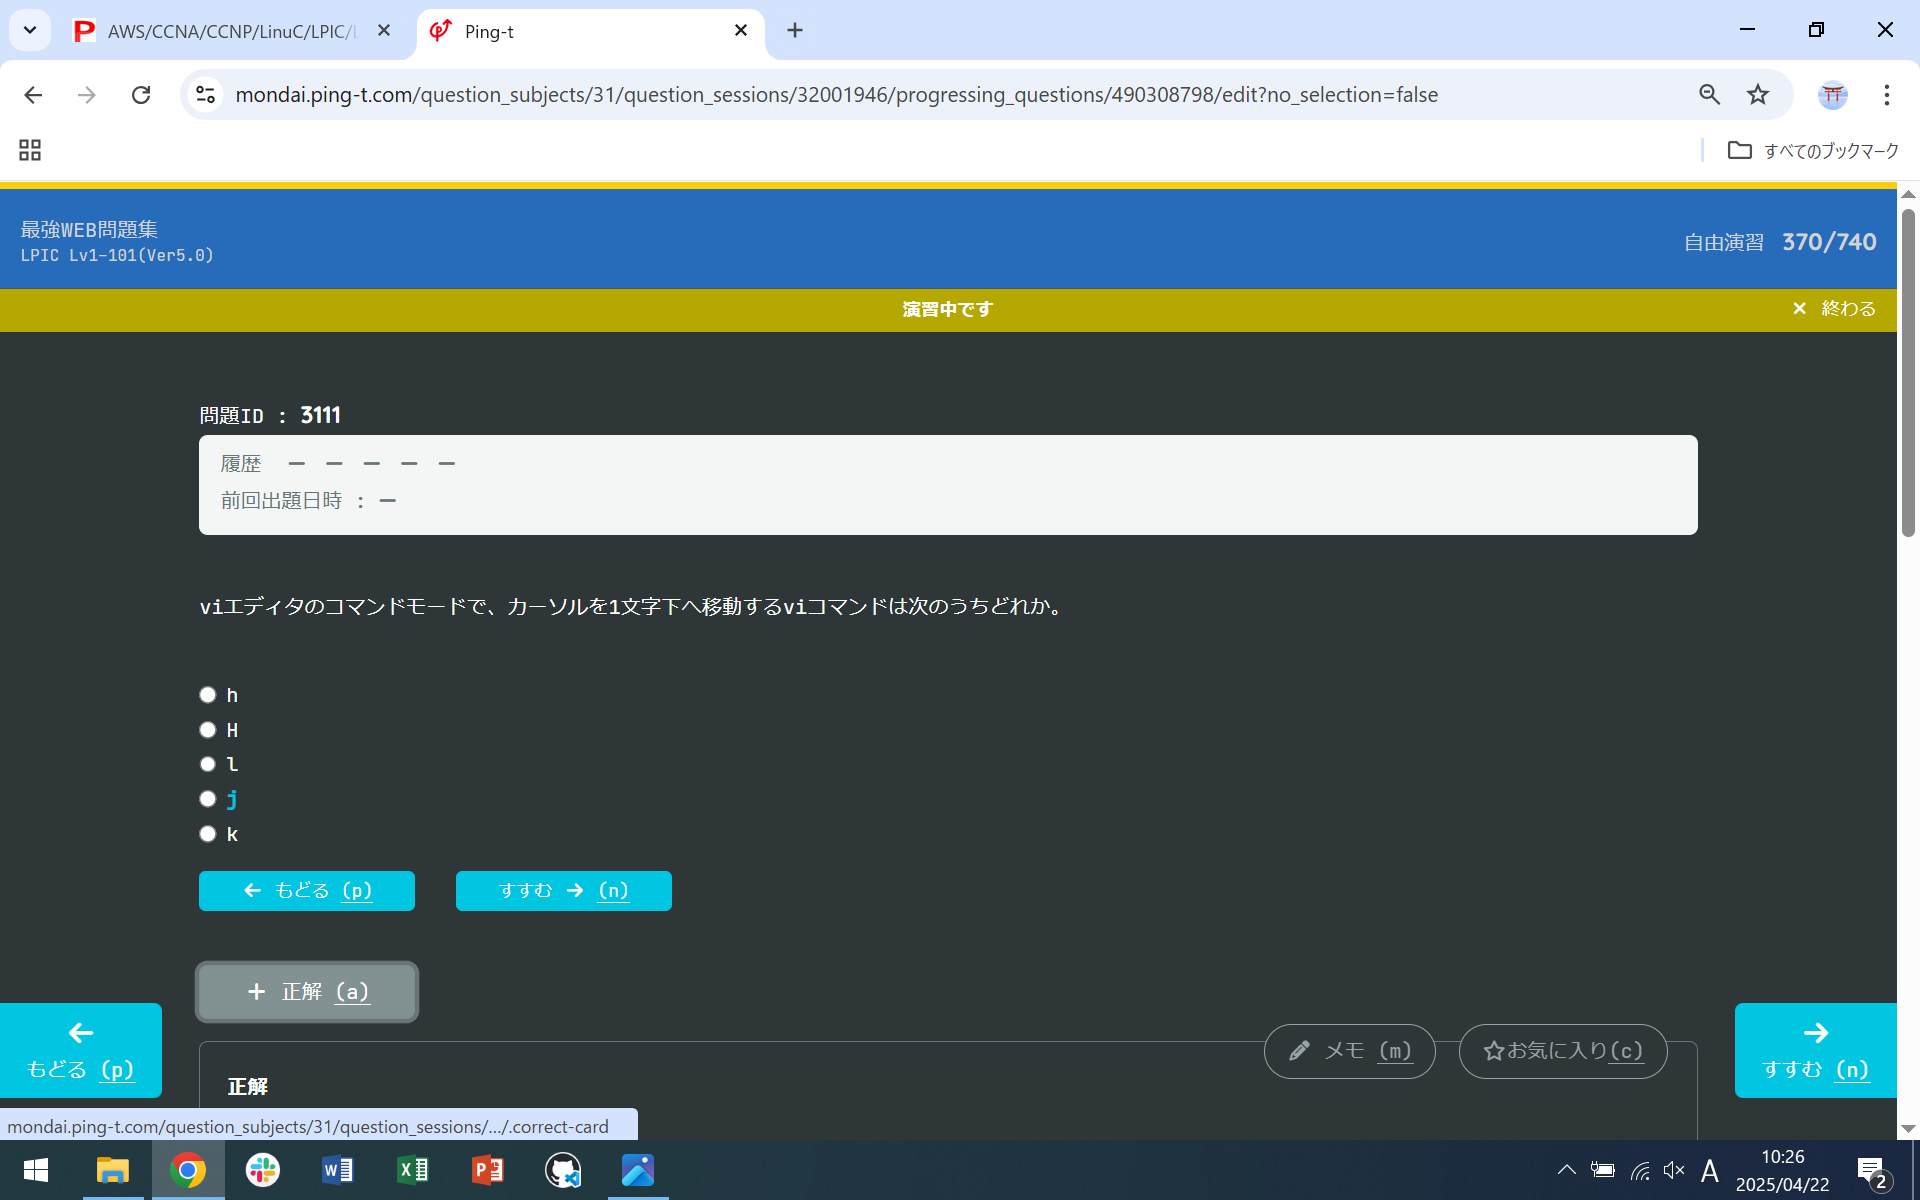 AWS/CCNA/CCNP/LinuC/LPIC/
Ping-t
mondai.ping-t.com/question_subjects/31/question_sessions/32001946/progressing_questions/490308798/edit?no_selection=false
すべてのブックマーク
最強WEB問題集
LPIC Lv1-101(Ver5.0)
自由演習 370/740
演習中です
× 終わる
問題ID : 3111
履歴 ー ー ー ー ー
前回出題日時 : ー
viエディタのコマンドモードで、カーソルを1文字下へ移動するviコマンドは次のうちどれか。
h
H
l
j
k
← もどる (p)
すすむ → (n)
+ 正解 (a)
メモ (m)
☆お気に入り(c)
正解
← もどる (p)
→ すすむ (n)
mondai.ping-t.com/question_subjects/31/question_sessions/.../.correct-card
A
10:26
2025/04/22
2